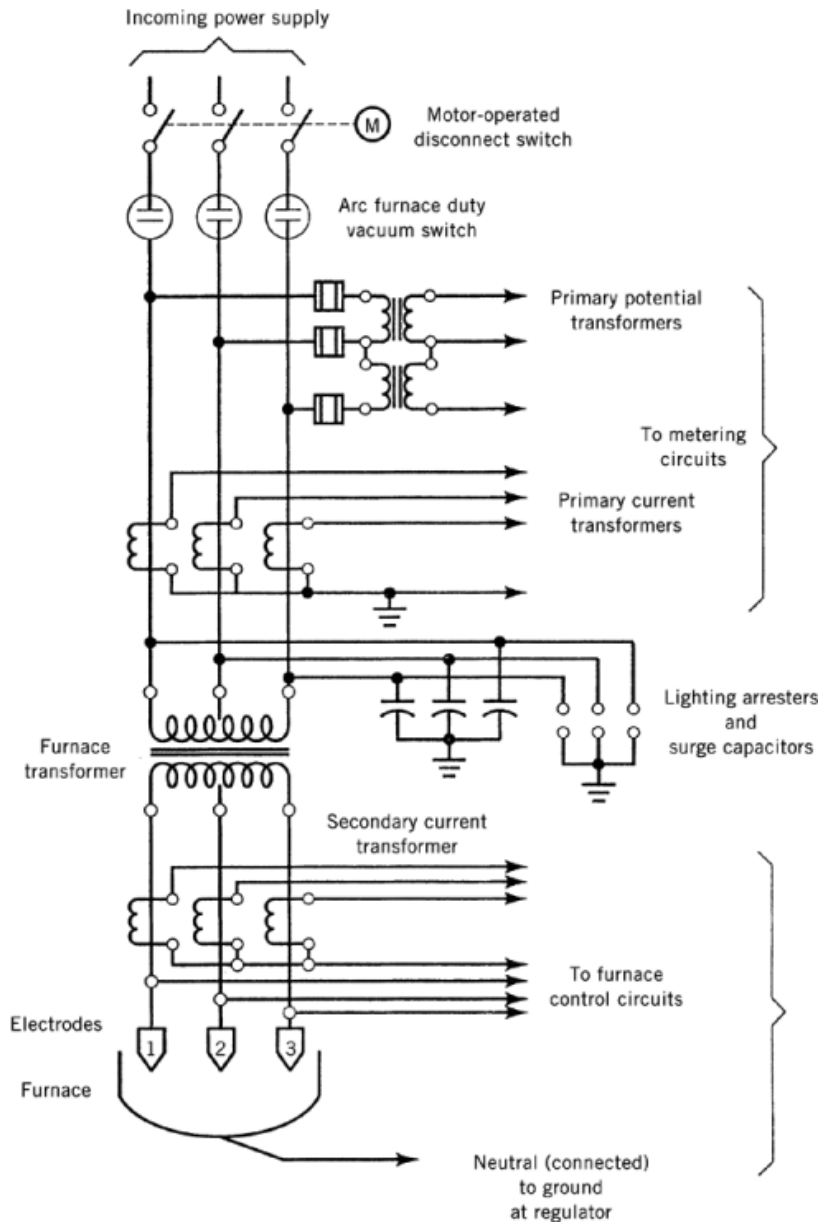 Incoming power supply
M
Motor-operated
disconnect switch
Arc furnace duty
vacuum switch
Primary potential
transformers
To metering
circuits
Primary current
transformers
Lighting arresters
and
surge capacitors
Furnace
transformer
Secondary current
transformer
To furnace
control circuits
Electrodes
1 2 3
Furnace
Neutral (connected)
to ground
at regulator